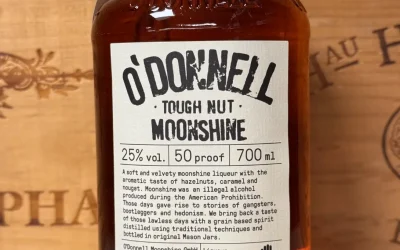 O'DONNELL
· TOUGH NUT ·
MOONSHINE
25% vol. 50 proof 700 ml
A soft and velvety moonshine liqueur with the
aromatic taste of hazelnuts, caramel and
nougat. Moonshine was an illegal alcohol
produced during the American Prohibition.
Those days gave rise to stories of gangsters,
bootleggers and hedonism. We bring back a taste
of those lawless days with a grain based spirit
distilled using traditional techniques and
bottled in original Mason Jars.
O'Donnell Moonshine GmbH